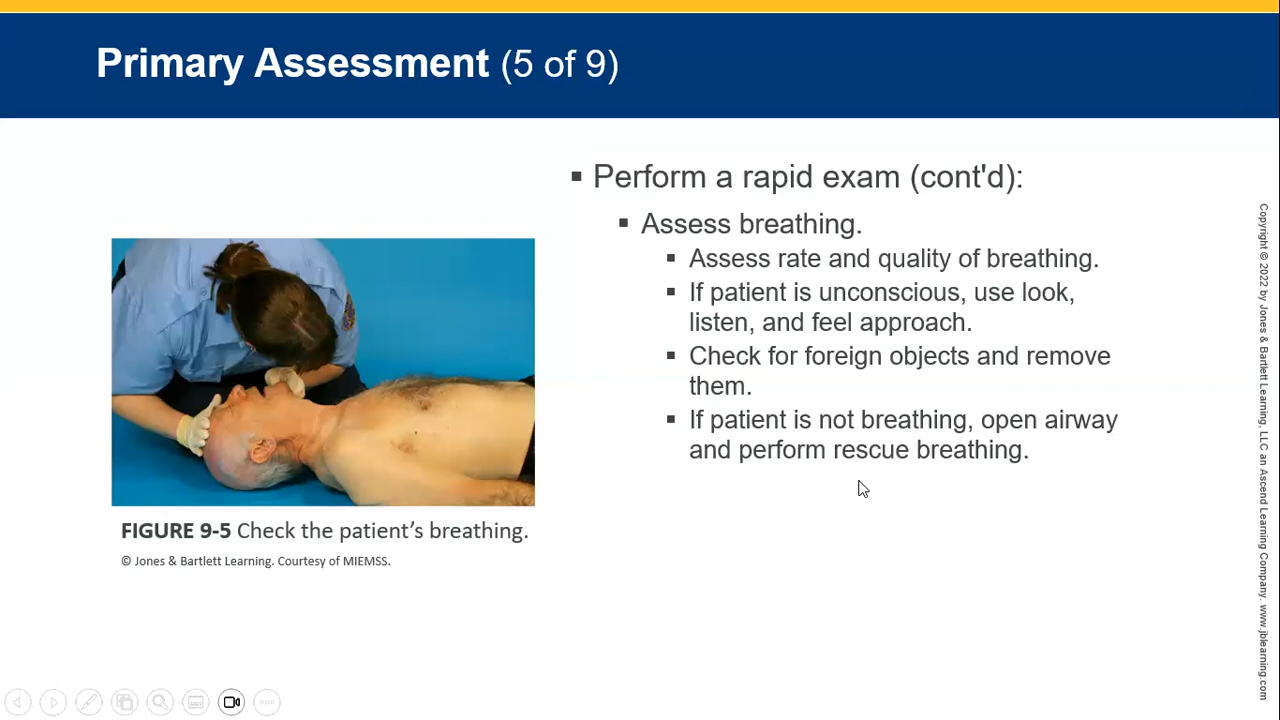 Primary Assessment (5 of 9)
▪ Perform a rapid exam (cont'd):
▪ Assess breathing.
▪ Assess rate and quality of breathing.
▪ If patient is unconscious, use look,
listen, and feel approach.
▪ Check for foreign objects and remove
them.
▪ If patient is not breathing, open airway
and perform rescue breathing.
FIGURE 9-5 Check the patient’s breathing.
© Jones & Bartlett Learning. Courtesy of MIEMSS.
Copyright © 2022 by Jones & Bartlett Learning, LLC an Ascend Learning Company. www.jblearning.com